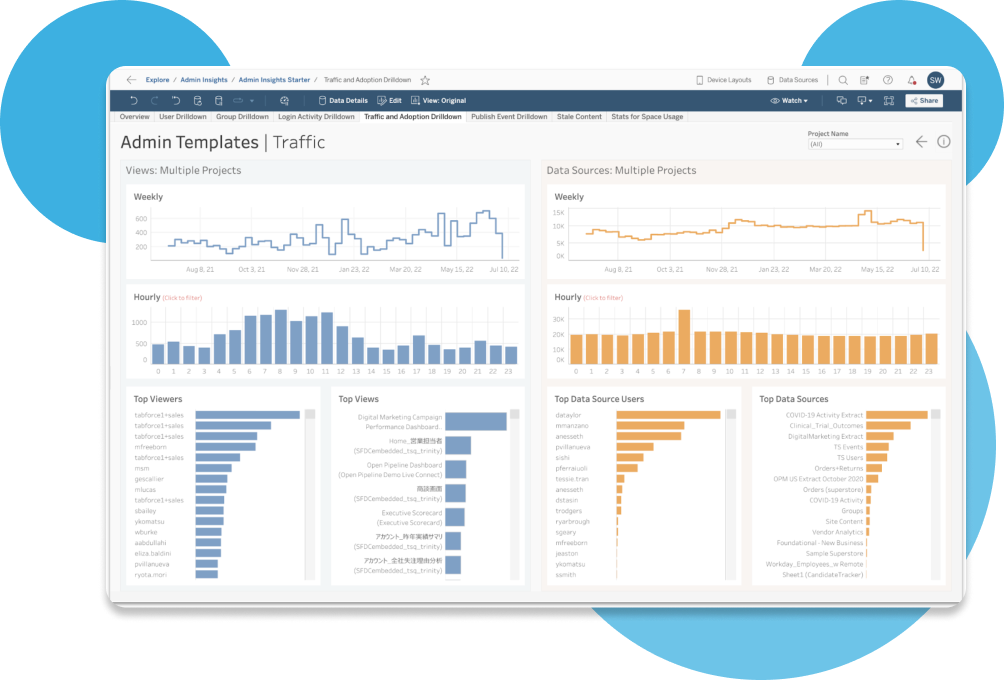 Explore / Admin Insights / Admin Insights Starter / Traffic and Adoption Drilldown
Device Layouts
Data Sources
SW
Data Details
Edit
View: Original
Watch
Share
Overview
User Drilldown
Group Drilldown
Login Activity Drilldown
Traffic and Adoption Drilldown
Publish Event Drilldown
Stale Content
Stats for Space Usage
Admin Templates | Traffic
Project Name
(All)
Views: Multiple Projects
Weekly
600
400
200
Aug 8, 21 Oct 3, 21 Nov 28, 21 Jan 23, 22 Mar 20, 22 May 15, 22 Jul 10, 22
Hourly (Click to filter)
1000
500
0
0 1 2 3 4 5 6 7 8 9 10 11 12 13 14 15 16 17 18 19 20 21 22 23
Top Viewers
tabforce1+sales
tabforce1+sales
tabforce1+sales
mfreeborn
tabforce1+sales
msm
gescallier
mlucas
tabforce1+sales
sbailey
ykomatsu
wburke
aabdullahi
eliza.baldini
pvillanueva
ryota.mori
Top Views
Digital Marketing Campaign
Performance Dashboard..
Home_営業担当者
(SFDCembedded_tsq_trinity)
Open Pipeline Dashboard
(Open Pipeline Demo Live Connect)
商談画面
(SFDCembedded_tsq_trinity)
Executive Scorecard
(Executive Scorecard)
アカウント_昨年実績サマリ
(SFDCembedded_tsq_trinity)
アカウント_全社失注理由分析
(SFDCembedded_tsq_trinity)
Data Sources: Multiple Projects
Weekly
15K
10K
5K
0K
Aug 8, 21 Oct 3, 21 Nov 28, 21 Jan 23, 22 Mar 20, 22 May 15, 22 Jul 10, 22
Hourly (Click to filter)
30K
20K
10K
0K
0 1 2 3 4 5 6 7 8 9 10 11 12 13 14 15 16 17 18 19 20 21 22 23
Top Data Source Users
dataylor
mmanzano
anesseth
pvillanueva
sishi
pferraiuoli
tessie.tran
anesseth
dstasin
trodgers
ryarbrough
sgeary
mfreeborn
jeaston
ykomatsu
ssmith
Top Data Sources
COVID-19 Activity Extract
Clinical_Trial_Outcomes
DigitalMarketing Extract
TS Events
TS Users
Orders+Returns
OPM US Extract October 2020
Orders (superstore)
COVID-19 Activity
Groups
Site Content
Vendor Analytics
Foundational - New Business
Sample Superstore
Workday_Employees_w Remote
Sheet1 (CandidateTracker)